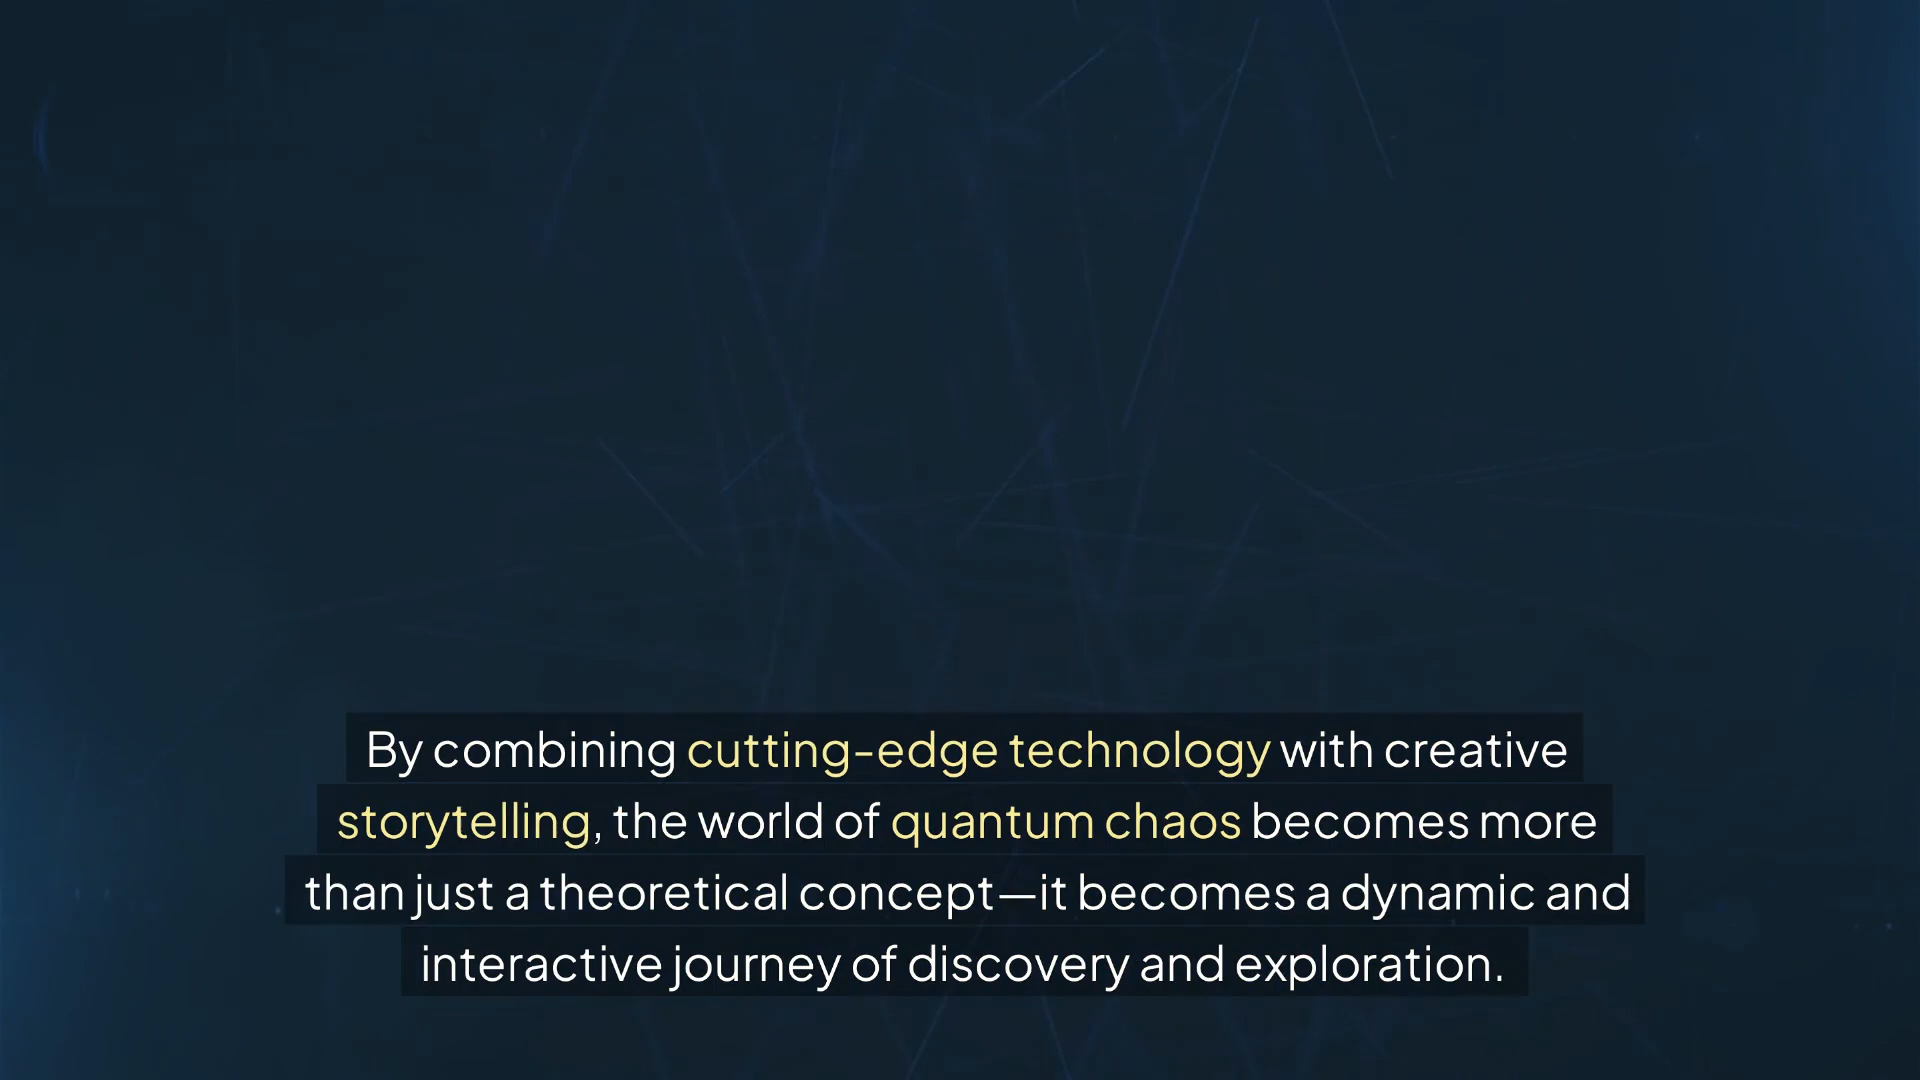 By combining cutting-edge technology with creative
storytelling, the world of quantum chaos becomes more
than just a theoretical concept—it becomes a dynamic and
interactive journey of discovery and exploration.